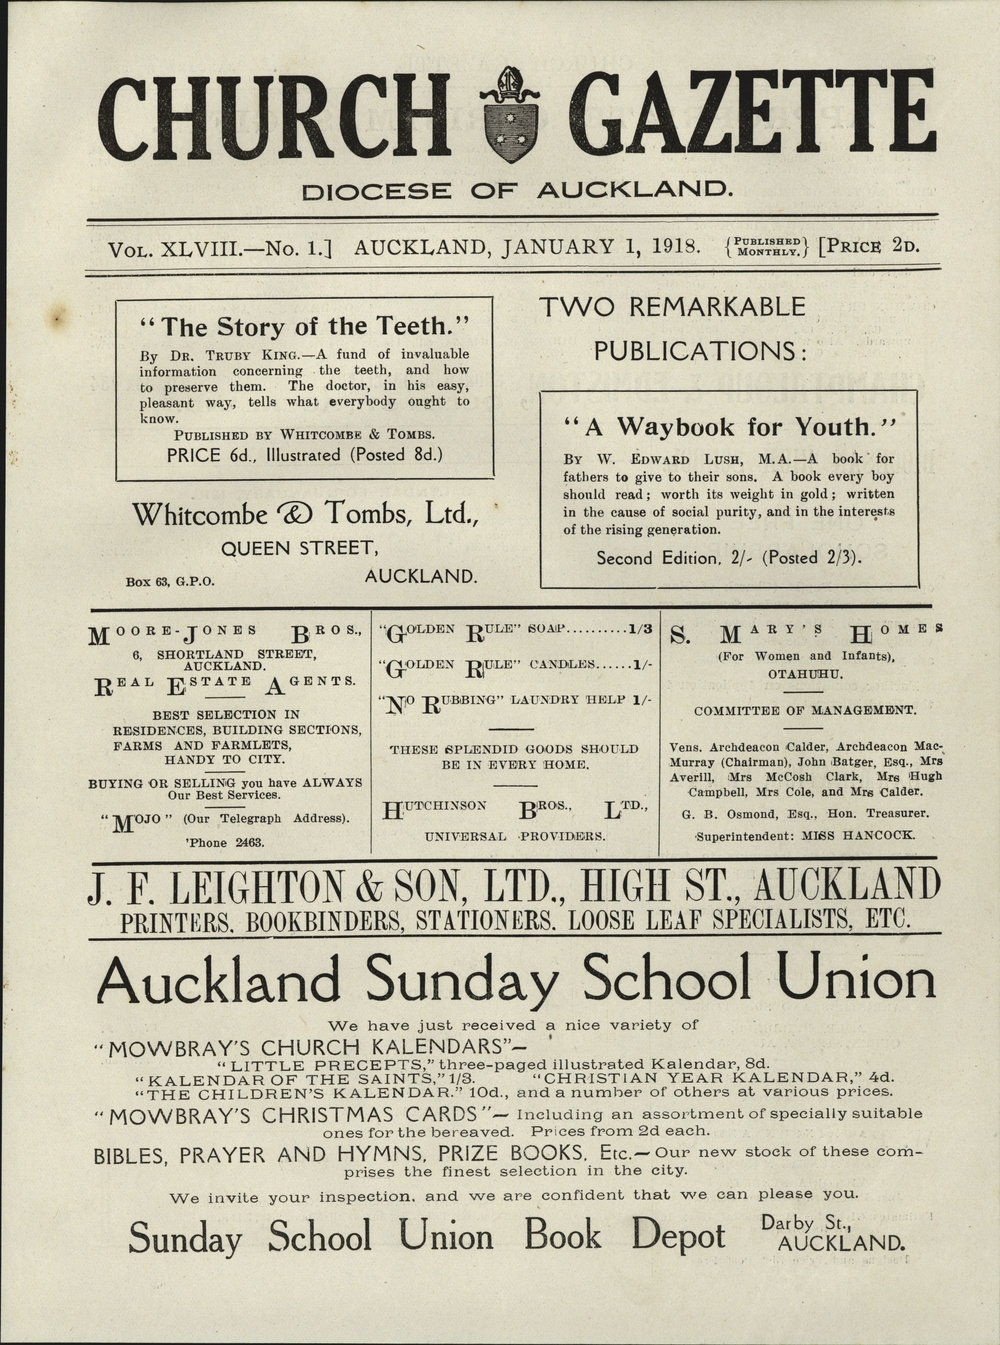 CHURCH GAZETTE
DIOCESE OF AUCKLAND.
VOL. XLVIII.—No. 1.] AUCKLAND, JANUARY 1, 1918. {PUBLISHED MONTHLY.} [PRICE 2D.
"The Story of the Teeth."
By DR. TRUBY KING.—A fund of invaluable
information concerning the teeth, and how
to preserve them. The doctor, in his easy,
pleasant way, tells what everybody ought to
know.
PUBLISHED BY WHITCOMBE & TOMBS.
PRICE 6d., Illustrated (Posted 8d.)
Whitcombe & Tombs, Ltd.,
QUEEN STREET,
Box 63, G.P.O. AUCKLAND.
TWO REMARKABLE
PUBLICATIONS:
"A Waybook for Youth."
BY W. EDWARD LUSH, M.A.—A book for
fathers to give to their sons. A book every boy
should read; worth its weight in gold; written
in the cause of social purity, and in the interests
of the rising generation.
Second Edition, 2/- (Posted 2/3).
MOORE-JONES BROS.,
6, SHORTLAND STREET,
AUCKLAND.
REAL ESTATE AGENTS.
BEST SELECTION IN
RESIDENCES, BUILDING SECTIONS,
FARMS AND FARMLETS,
HANDY TO CITY.
BUYING OR SELLING you have ALWAYS
Our Best Services.
"MOJO" (Our Telegraph Address).
'Phone 2463.
"GOLDEN RULE" SOAP..........1/3
"GOLDEN RULE" CANDLES......1/-
"NO RUBBING" LAUNDRY HELP 1/-
THESE SPLENDID GOODS SHOULD
BE IN EVERY HOME.
HUTCHINSON BROS., LTD.,
UNIVERSAL PROVIDERS.
S. MARY'S HOMES
(For Women and Infants),
OTAHUHU.
COMMITTEE OF MANAGEMENT.
Vens. Archdeacon Calder, Archdeacon Mac-
Murray (Chairman), John Batger, Esq., Mrs
Averill, Mrs McCosh Clark, Mrs Hugh
Campbell, Mrs Cole, and Mrs Calder.
G. B. Osmond, Esq., Hon. Treasurer.
Superintendent: MISS HANCOCK.
J. F. LEIGHTON & SON, LTD., HIGH ST., AUCKLAND
PRINTERS. BOOKBINDERS, STATIONERS. LOOSE LEAF SPECIALISTS, ETC.
Auckland Sunday School Union
We have just received a nice variety of
"MOWBRAY'S CHURCH KALENDARS"—
"LITTLE PRECEPTS," three-paged illustrated Kalendar, 8d.
"KALENDAR OF THE SAINTS," 1/3. "CHRISTIAN YEAR KALENDAR," 4d.
"THE CHILDREN'S KALENDAR." 10d., and a number of others at various prices.
"MOWBRAY'S CHRISTMAS CARDS"— Including an assortment of specially suitable
ones for the bereaved. Prices from 2d each.
BIBLES, PRAYER AND HYMNS, PRIZE BOOKS, Etc.—Our new stock of these com-
prises the finest selection in the city.
We invite your inspection, and we are confident that we can please you.
Sunday School Union Book Depot Darby St.,
AUCKLAND.